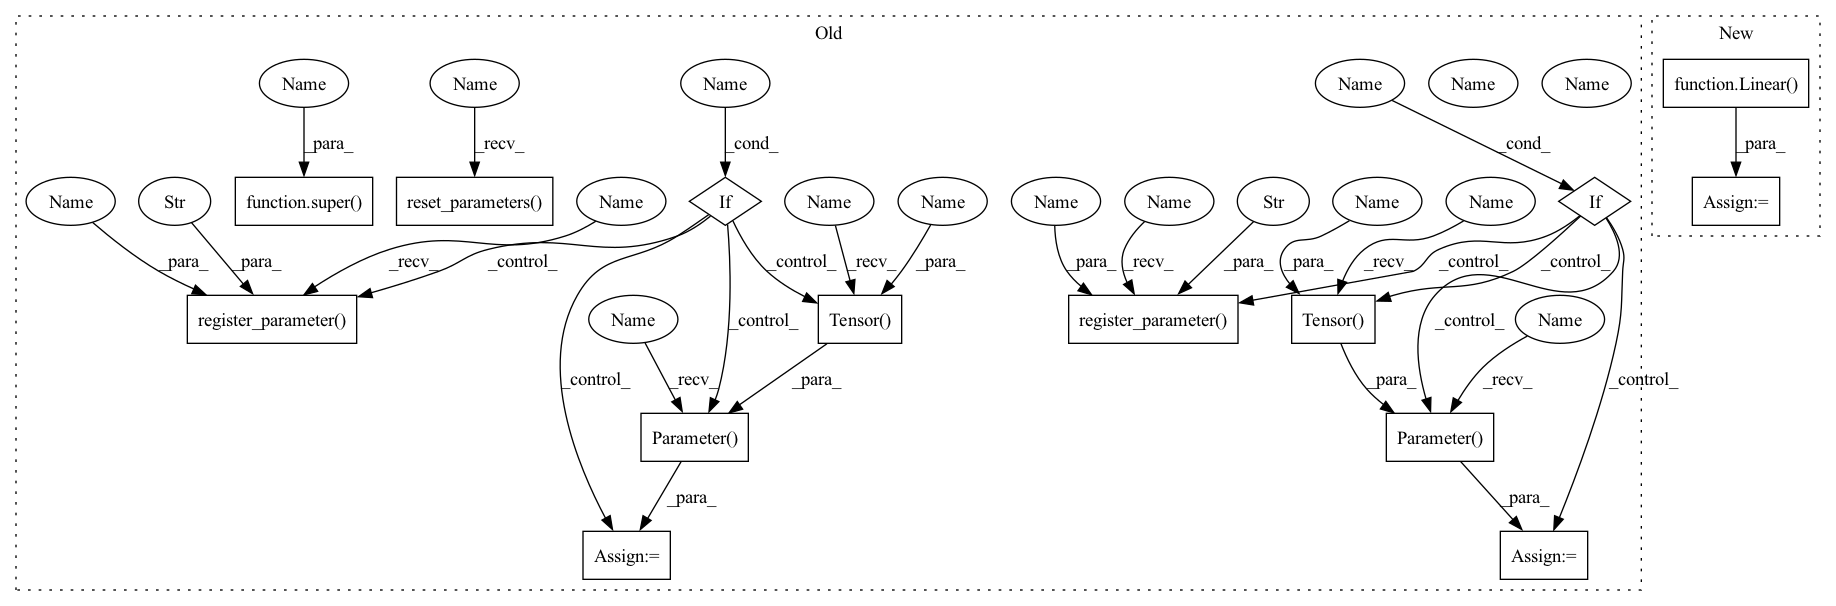 Old
New
Name
Name
Name
Name
Name
Name
function.Linear()
_para_
_recv_
_cond_
_cond_
_para_
Name
Str
function.super()
reset_parameters()
Name
If
Name
Name
Name
Name
Str
Name
Name
If
Assign:=
_para_
_para_
_recv_
_control_
_control_
_recv_
_para_
_para_
_recv_
_para_
_para_
_recv_
_control_
_control_
register_parameter()
Name
_control_
Tensor()
register_parameter()
Tensor()
_control_
Name
_control_
_recv_
_para_
_para_
_recv_
_control_
Parameter()
Parameter()
_para_
_para_
Assign:=
Assign:=